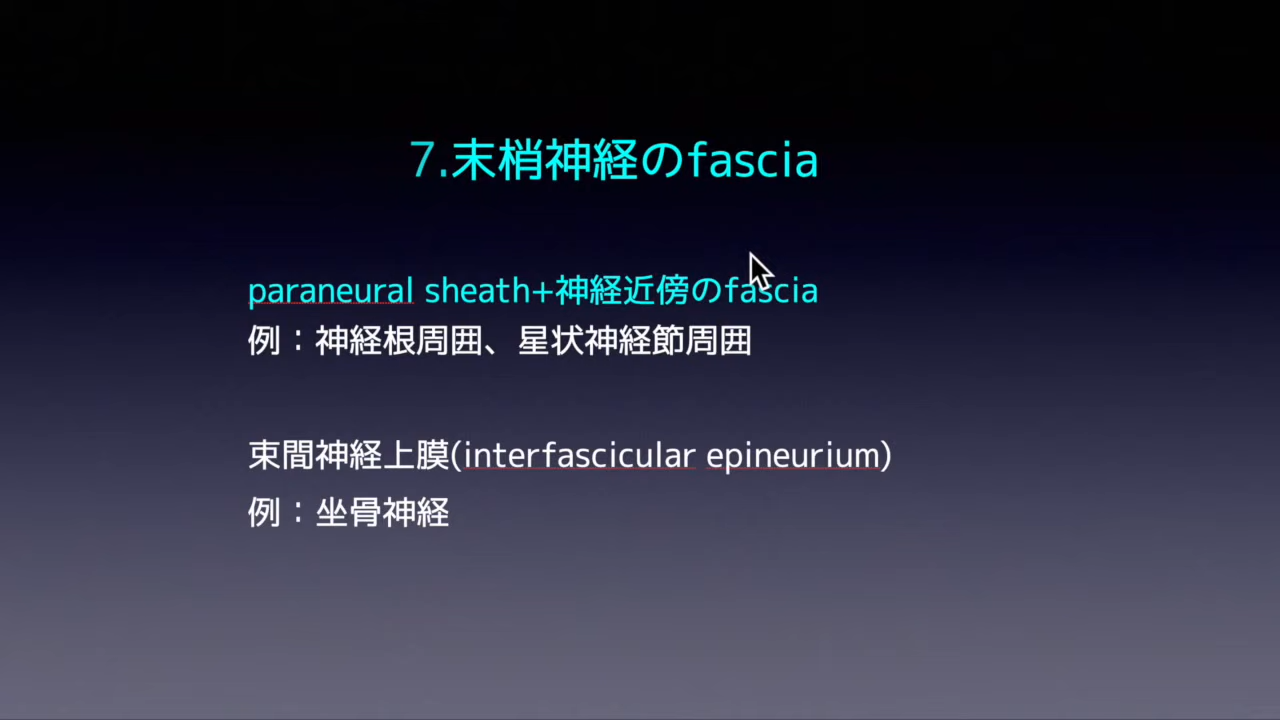 7.末梢神経のfascia
paraneural sheath+神経近傍のfascia
例：神経根周囲、星状神経節周囲
束間神経上膜(interfascicular epineurium)
例：坐骨神経